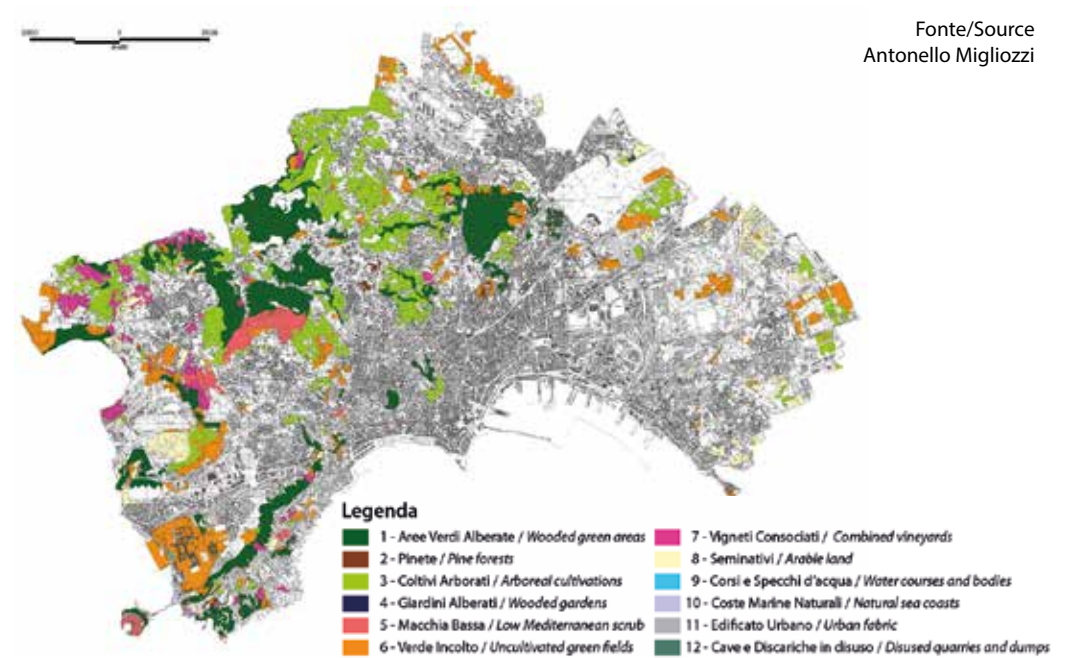 Fonte/Source
Antonello Migliozzi
Legenda
1 - Aree Verdi Alberate / Wooded green areas
2 - Pinete / Pine forests
3 - Coltivi Arborati / Arboreal cultivations
4 - Giardini Alberati / Wooded gardens
5 - Macchia Bassa / Low Mediterranean scrub
6 - Verde Incolto / Uncultivated green fields
7 - Vigneti Consociati / Combined vineyards
8 - Seminativi / Arable land
9 - Corsi e Specchi d'acqua / Water courses and bodies
10 - Coste Marine Naturali / Natural sea coasts
11 - Edificato Urbano / Urban fabric
12 - Cave e Discariche in disuso / Disused quarries and dumps